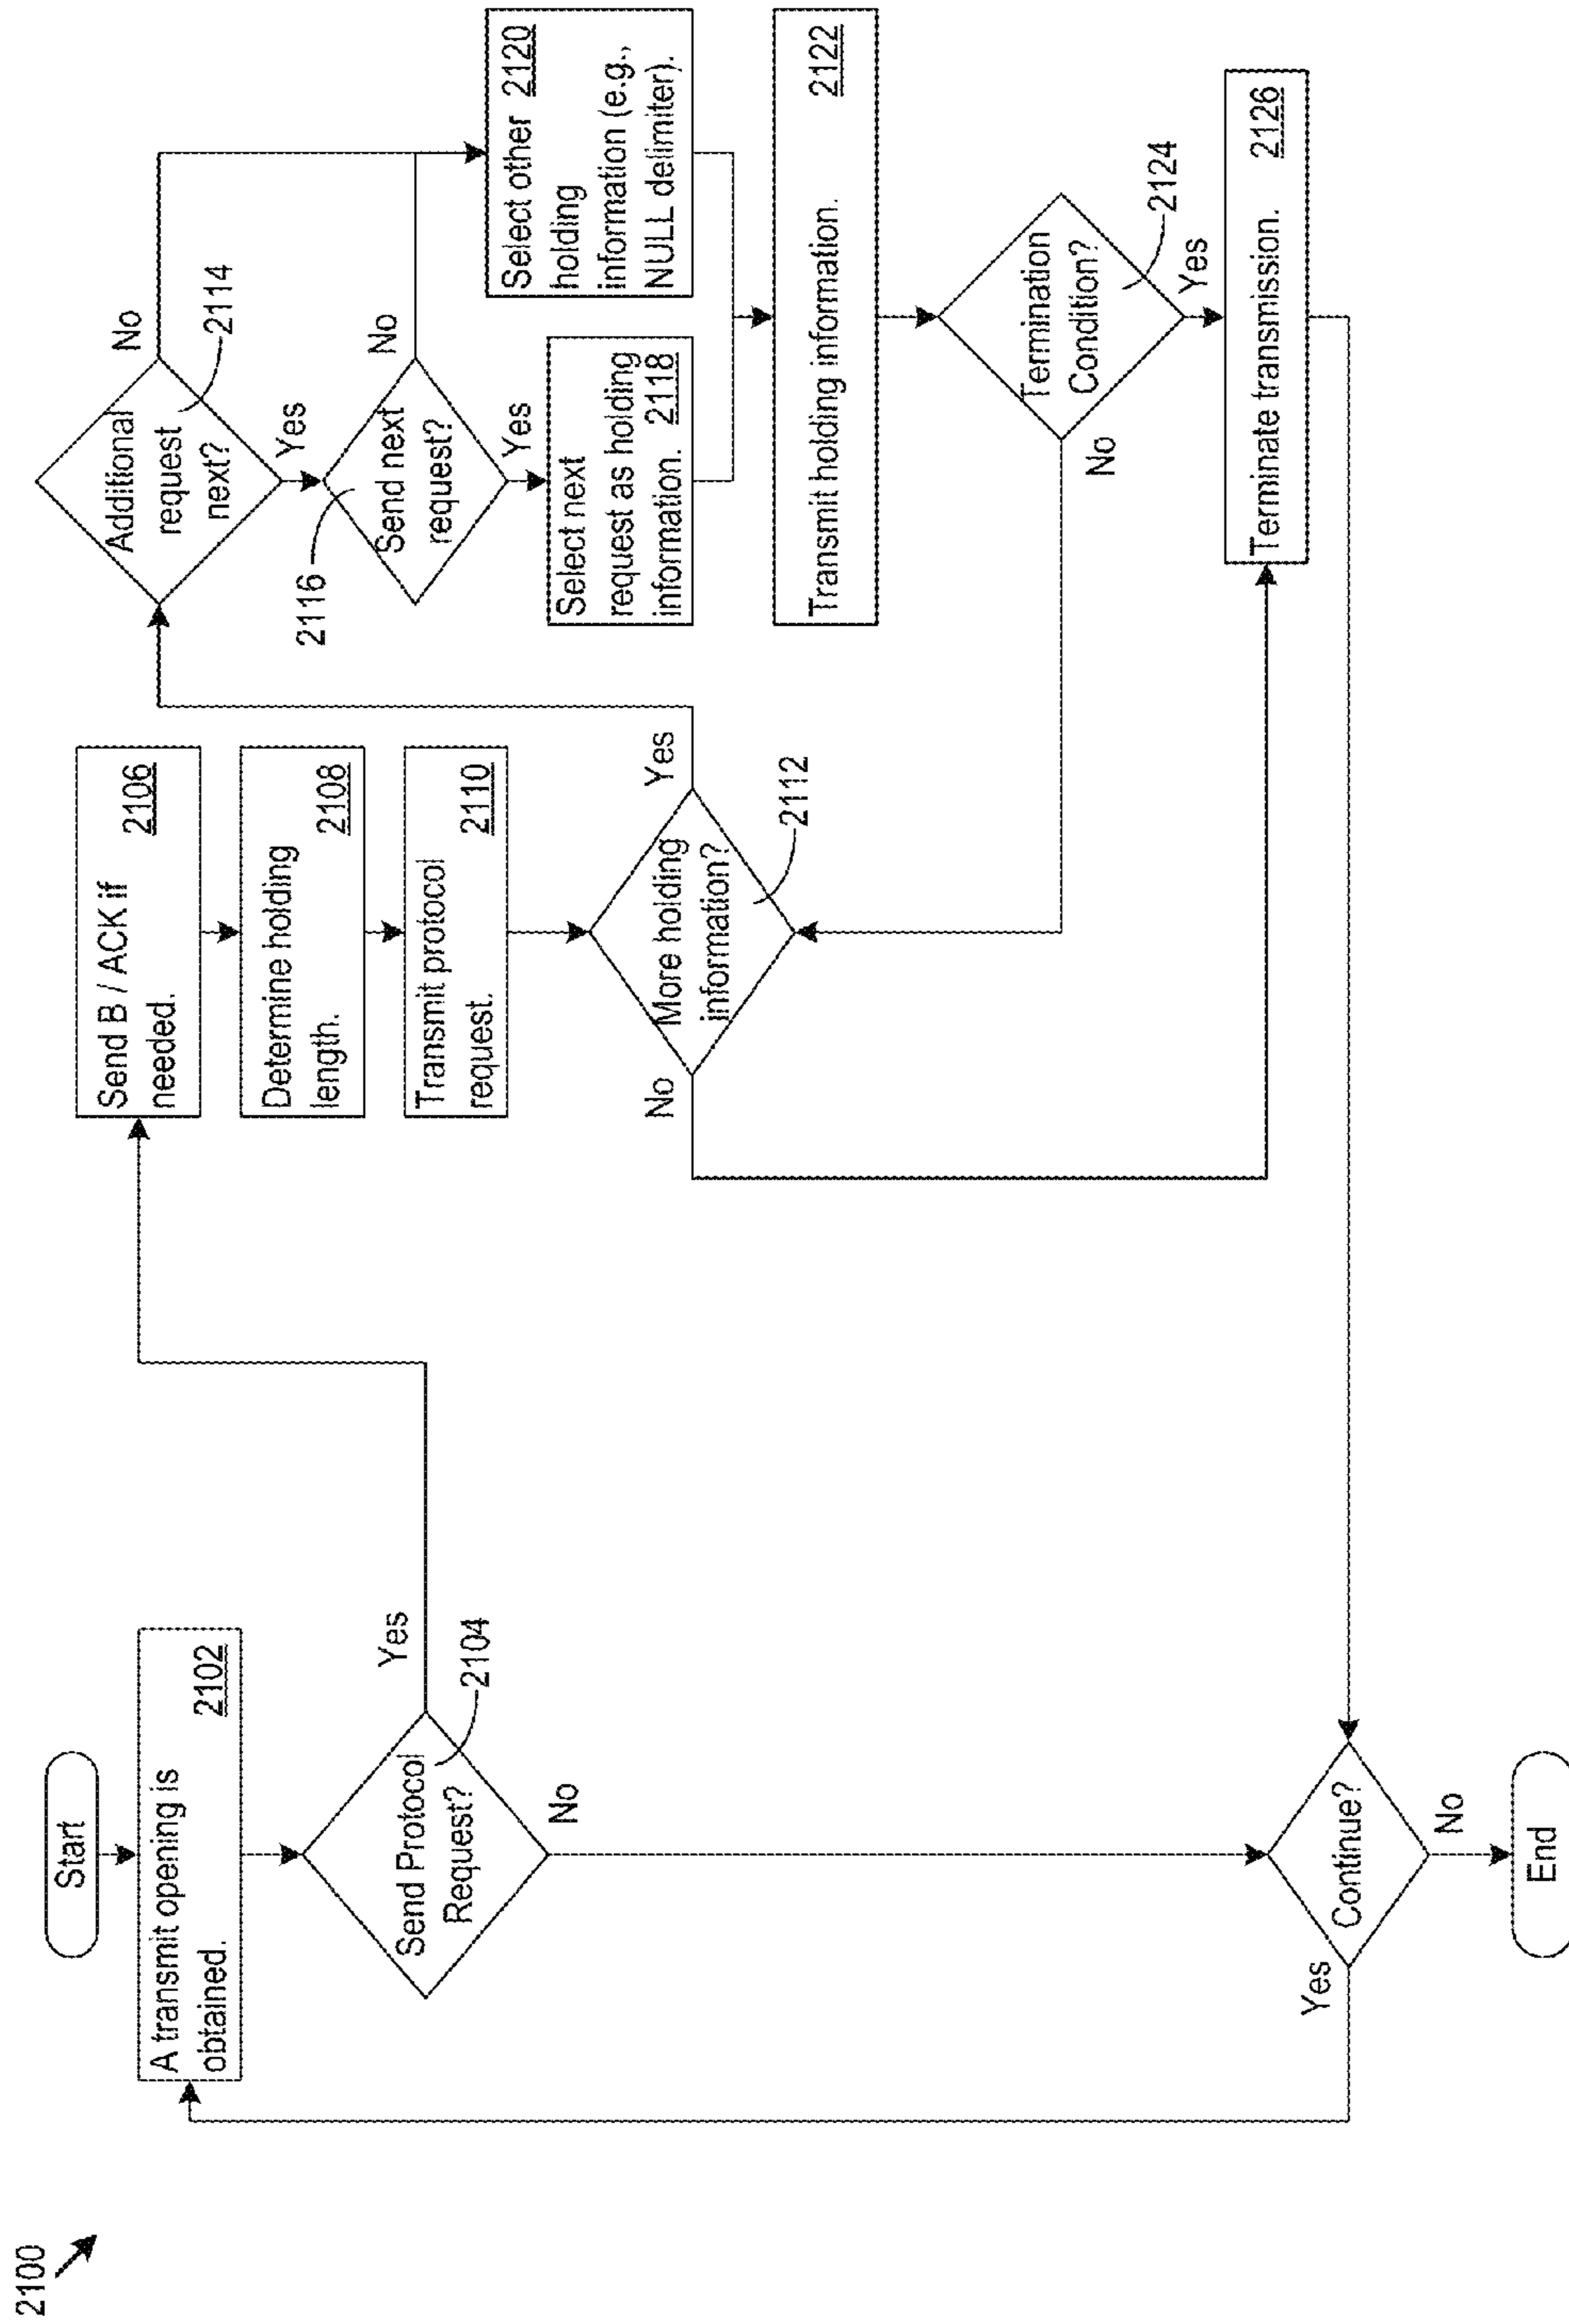 2100
Start
A transmit opening is
obtained.
2102
Send Protocol
Request?
2104
Yes
No
Continue?
Yes
No
End
Send B / ACK if
needed.
2106
Determine holding
length.
2108
Transmit protocol
request.
2110
More holding
information?
2112
Yes
No
Additional
request
next?
2114
No
Yes
2116
Send next
request?
No
Yes
Select next
request as holding
information. 2118
Select other 2120
holding
information (e.g.,
NULL delimiter).
Transmit holding information. 2122
Termination
Condition?
2124
No
Yes
Terminate transmission. 2126